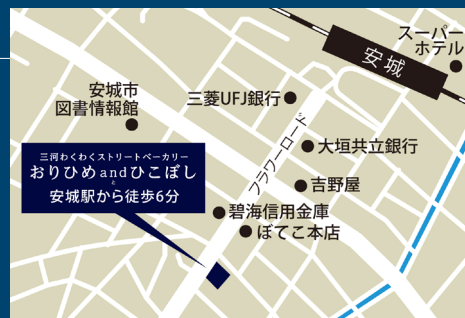 スーパー
ホテル
安城
安城市
図書情報館
三菱UFJ銀行
フラワーロード
大垣共立銀行
三河わくわくストリートベーカリー
おりひめandひこぼし
と
安城駅から徒歩6分
吉野屋
碧海信用金庫
ぽてこ本店